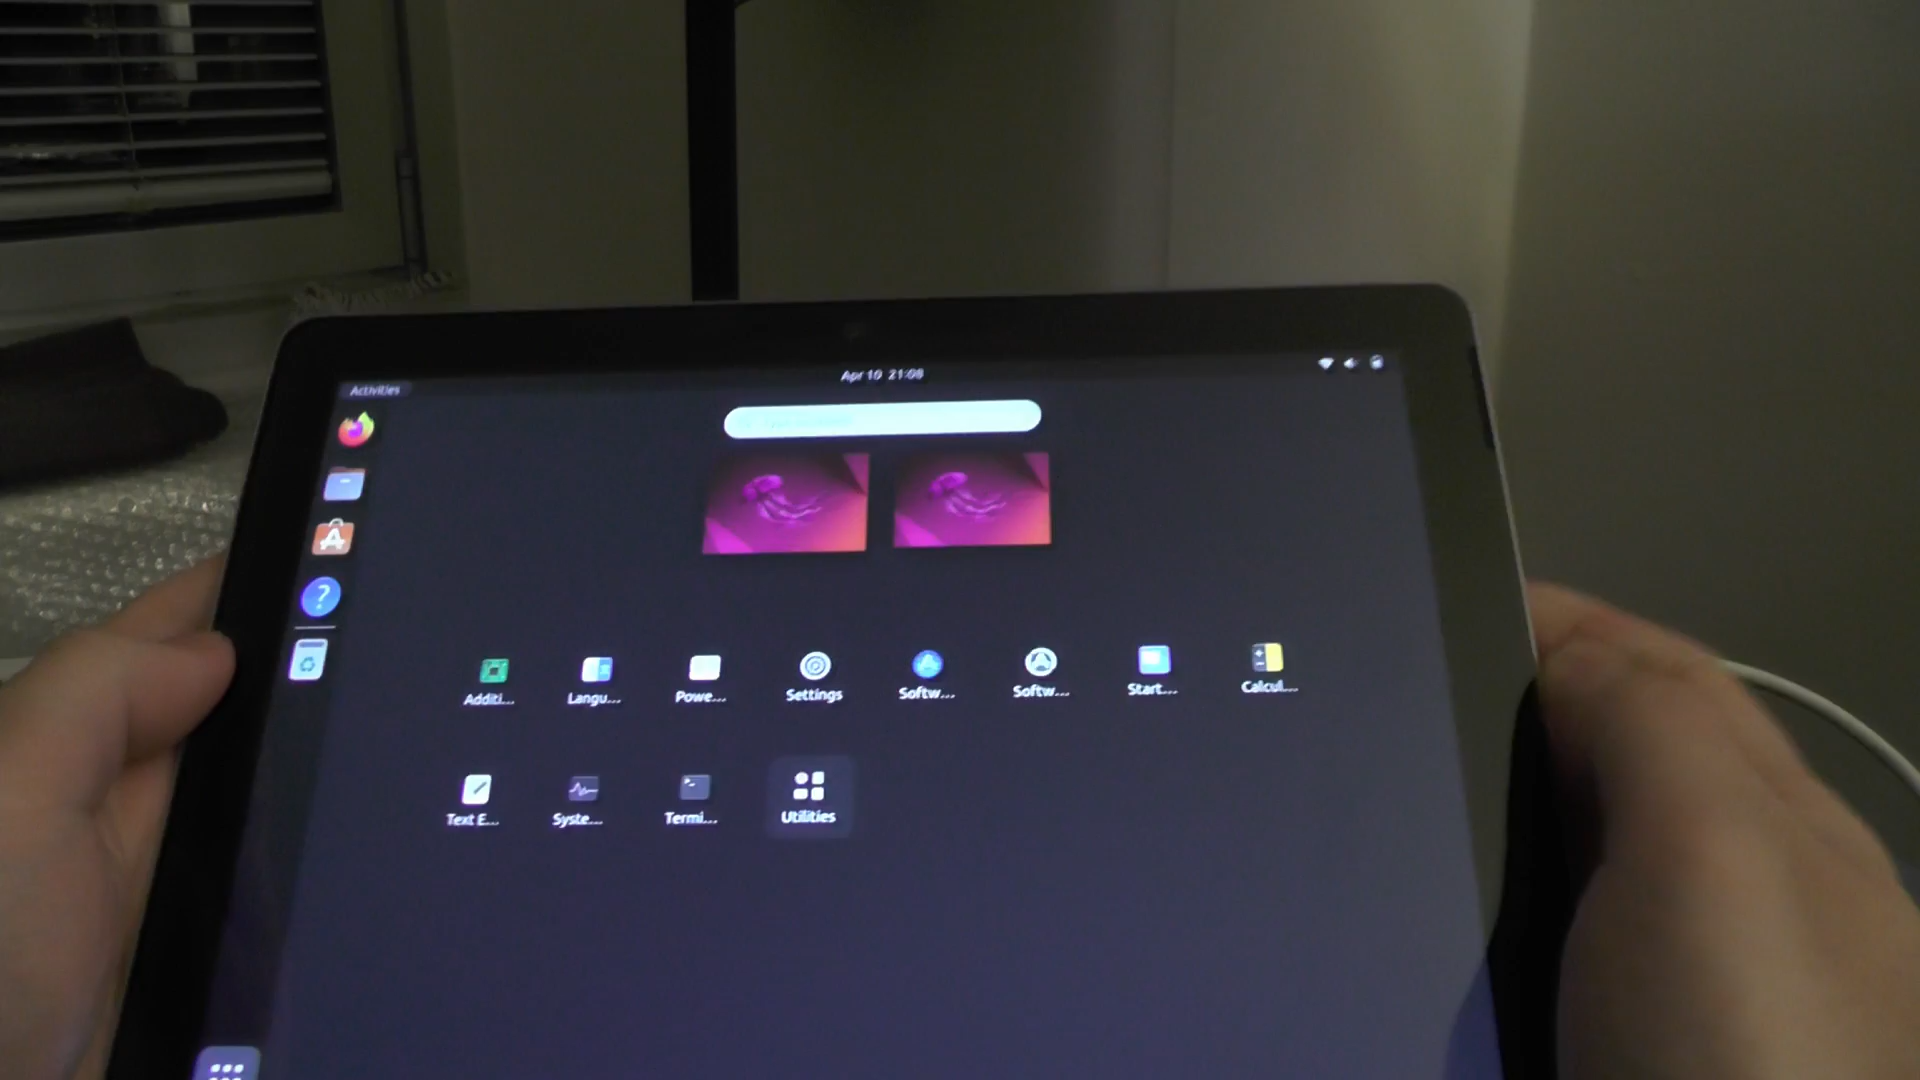 Activities
Apr 10 21:08
Additi...
Langu...
Powe...
Settings
Softw...
Softw...
Start...
Calcul...
Text E...
Syste...
Termi...
Utilities